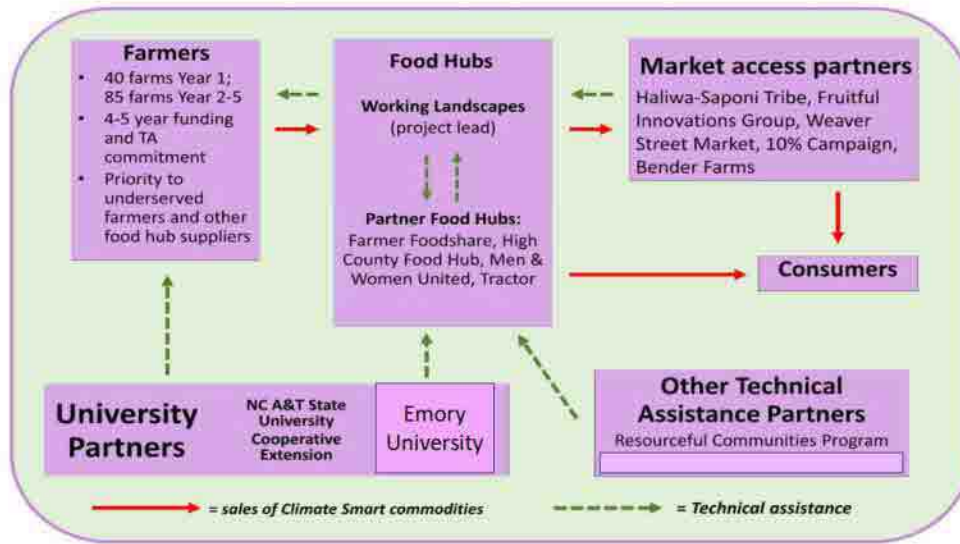 Farmers
• 40 farms Year 1;
85 farms Year 2-5
• 4-5 year funding
and TA
commitment
• Priority to
underserved
farmers and other
food hub suppliers
Food Hubs
Working Landscapes
(project lead)
Partner Food Hubs:
Farmer Foodshare, High
County Food Hub, Men &
Women United, Tractor
Market access partners
Haliwa-Saponi Tribe, Fruitful
Innovations Group, Weaver
Street Market, 10% Campaign,
Bender Farms
Consumers
University
Partners
NC A&T State
University
Cooperative
Extension
Emory
University
Other Technical
Assistance Partners
Resourceful Communities Program
= sales of Climate Smart commodities
= Technical assistance